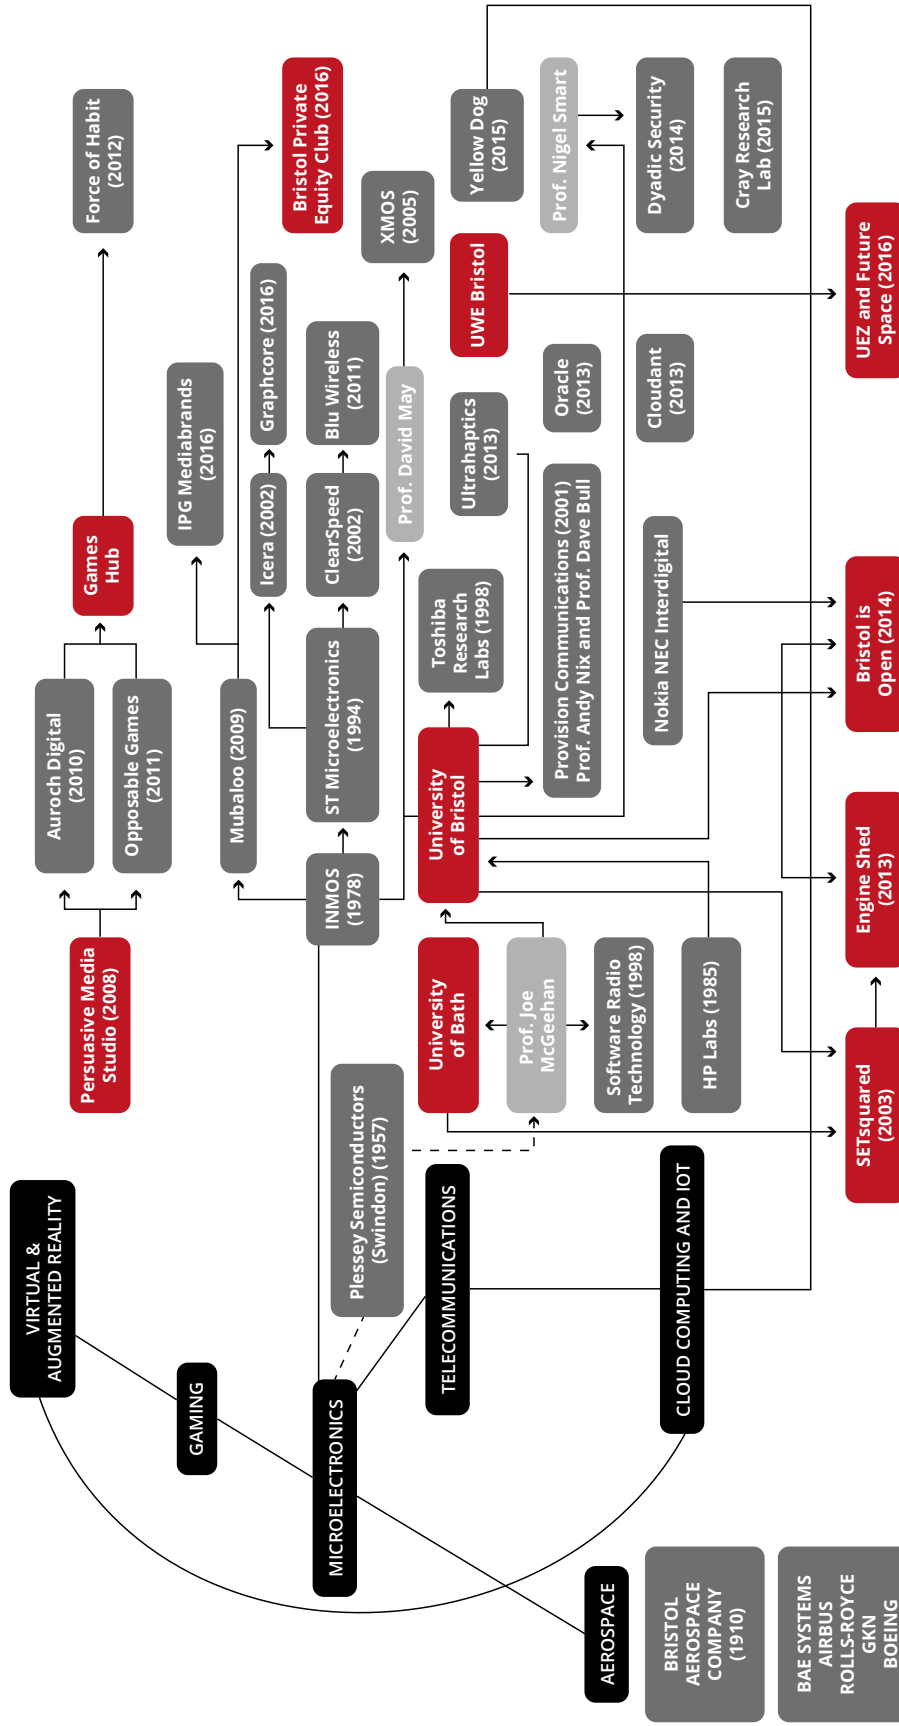 VIRTUAL &
AUGMENTED REALITY
GAMING
MICROELECTRONICS
TELECOMMUNICATIONS
CLOUD COMPUTING AND IOT
AEROSPACE
BRISTOL
AEROSPACE
COMPANY
(1910)
BAE SYSTEMS
AIRBUS
ROLLS-ROYCE
GKN
BOEING
Persuasive Media
Studio (2008)
Auroch Digital
(2010)
Opposable Games
(2011)
Games
Hub
Force of Habit
(2012)
Mubaloo (2009)
IPG Mediabrands
(2016)
Bristol Private
Equity Club (2016)
INMOS
(1978)
ST Microelectronics
(1994)
Icera (2002)
Graphcore (2016)
ClearSpeed
(2002)
Blu Wireless
(2011)
Prof. David May
XMOS
(2005)
Plessey Semiconductors
(Swindon) (1957)
University
of Bath
University
of Bristol
Toshiba
Research
Labs (1998)
Ultrahaptics
(2013)
UWE Bristol
Yellow Dog
(2015)
Prof. Joe
McGeehan
Provision Communications (2001)
Prof. Andy Nix and Prof. Dave Bull
Oracle
(2013)
Prof. Nigel Smart
Software Radio
Technology (1998)
Nokia NEC Interdigital
Cloudant
(2013)
Dyadic Security
(2014)
HP Labs (1985)
Cray Research
Lab (2015)
SETsquared
(2003)
Engine Shed
(2013)
Bristol is
Open (2014)
UEZ and Future
Space (2016)